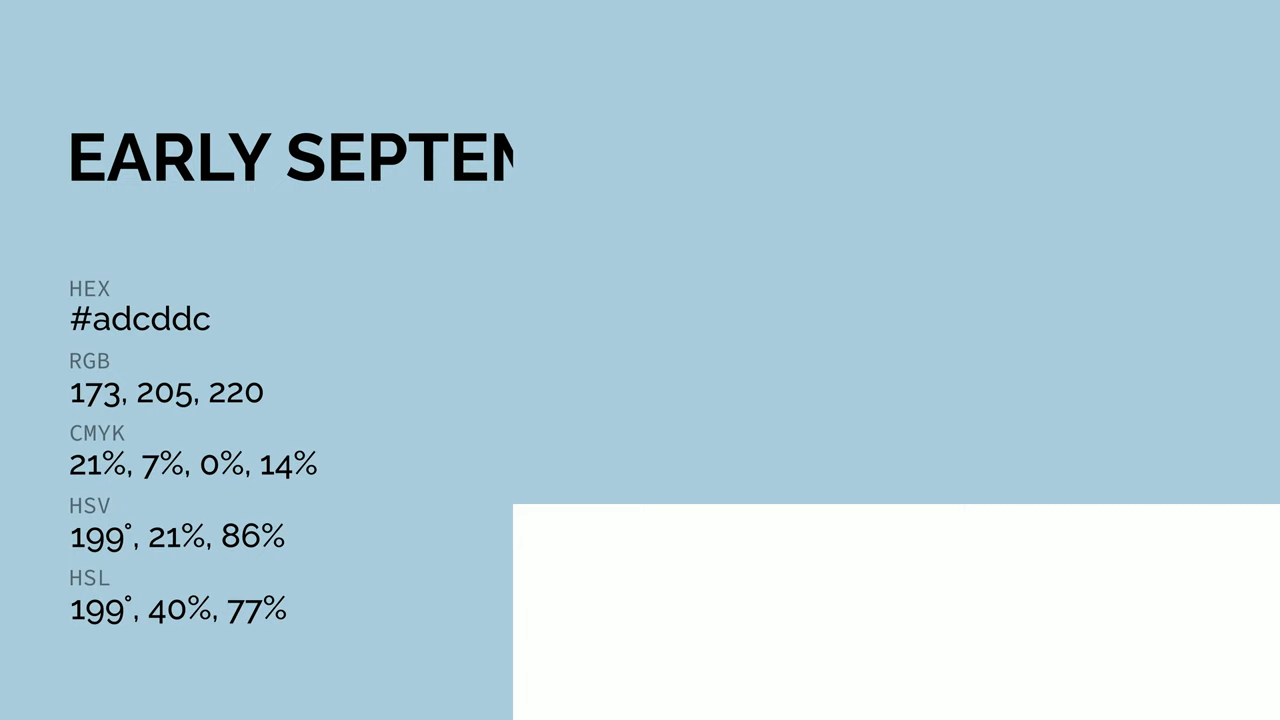 EARLY SEPTEM
HEX
#adcddc
RGB
173, 205, 220
CMYK
21%, 7%, 0%, 14%
HSV
199°, 21%, 86%
HSL
199°, 40%, 77%